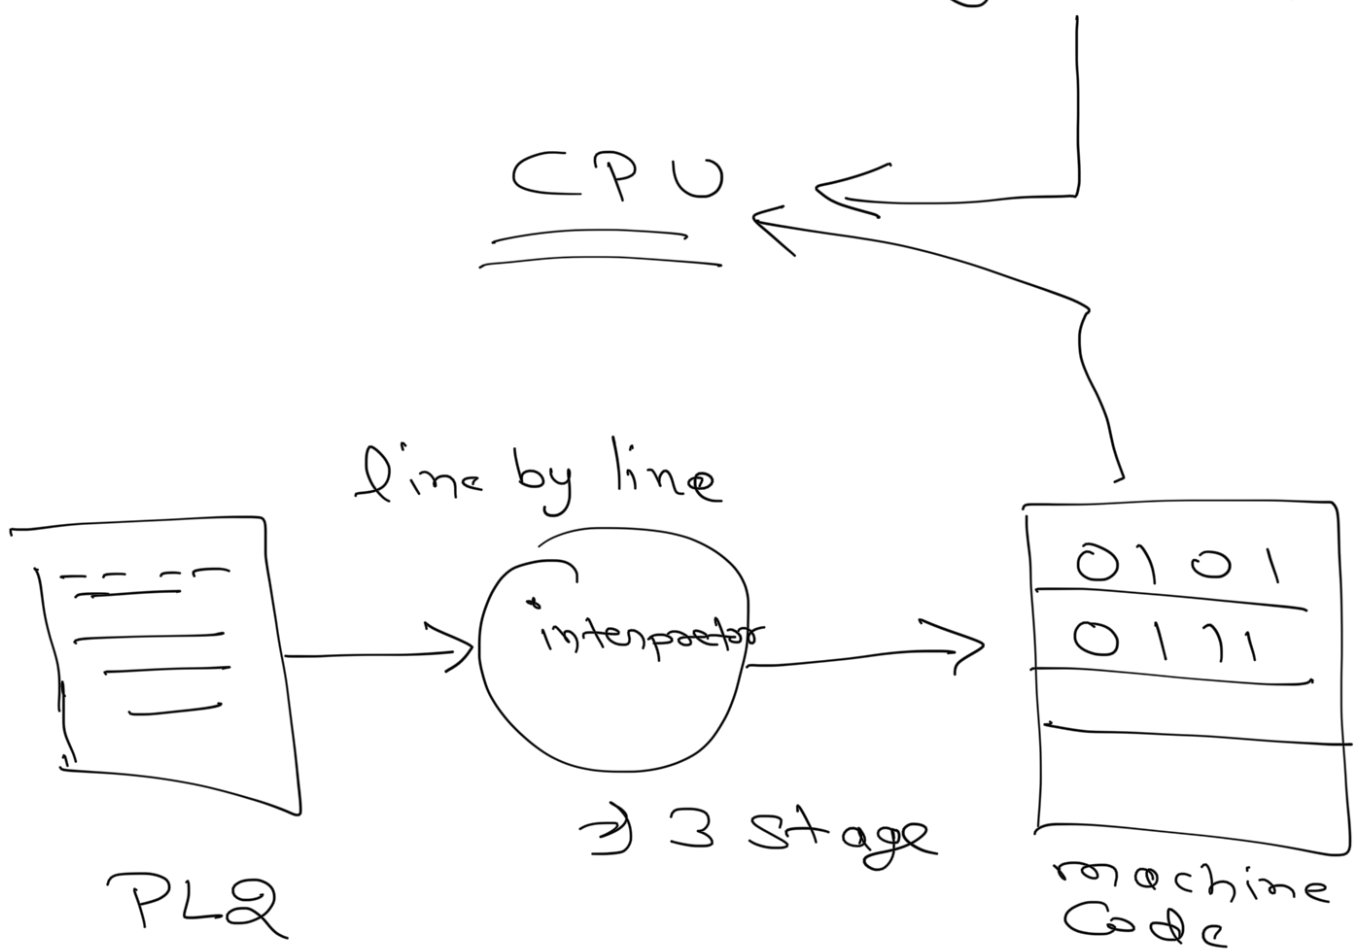 CPU
line by line
0101
0111
interpretor
⇒ 3 stage
PL2
machine
Code